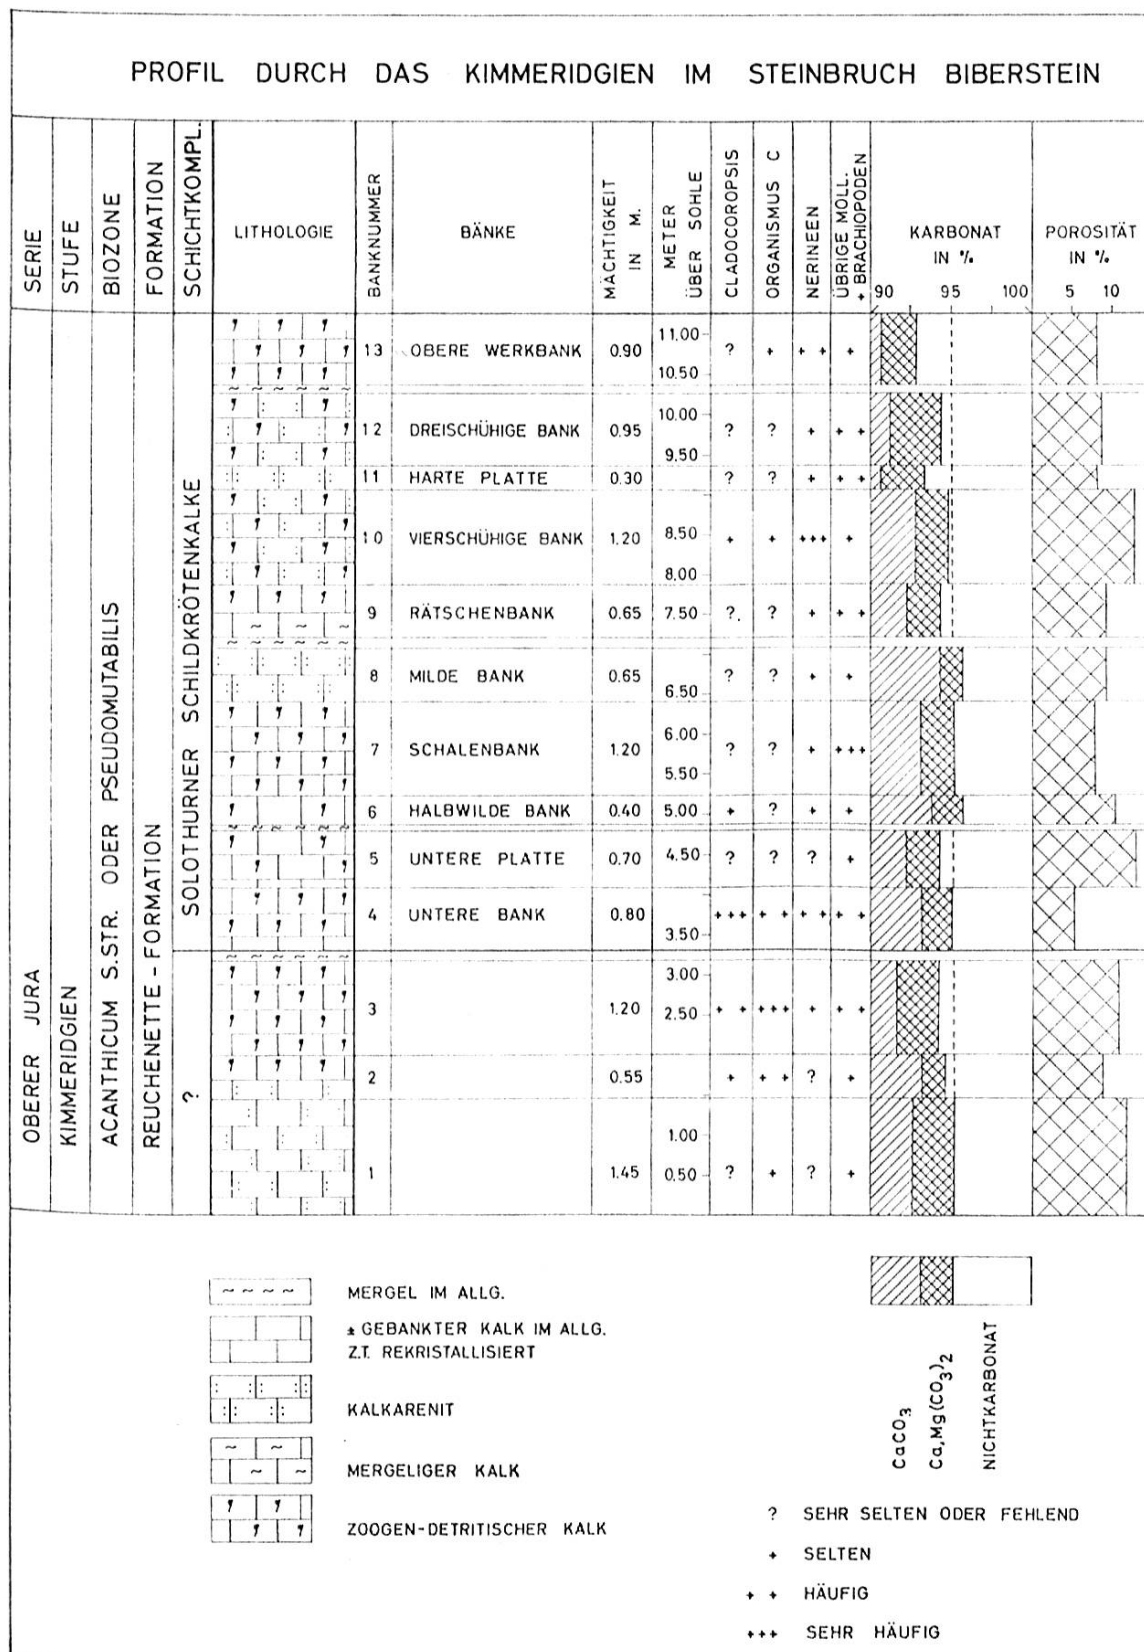 PROFIL DURCH DAS KIMMERIDGIEN IM STEINBRUCH BIBERSTEIN
SERIE
STUFE
BIOZONE
FORMATION
SCHICHTKOMPL.
LITHOLOGIE
BANKNUMMER
BÄNKE
MÄCHTIGKEIT
IN M.
METER
ÜBER SOHLE
CLADOCOROPSIS
ORGANISMUS C
NERINEEN
ÜBRIGE MOLL.
+ BRACHIOPODEN
KARBONAT
IN %
90 95 100
POROSITÄT
IN %
5 10
OBERER JURA
KIMMERIDGIEN
ACANTHICUM S.STR. ODER PSEUDOMUTABILIS
REUCHENETTE - FORMATION
SOLOTHURNER SCHILDKRÖTENKALKE
?
11.00
13 OBERE WERKBANK 0.90 ? + + + +
10.50
10.00
12 DREISCHÜHIGE BANK 0.95 ? ? + + +
9.50
11 HARTE PLATTE 0.30 ? ? + + +
10 VIERSCHÜHIGE BANK 1.20 8.50 + + +++ +
8.00
9 RÄTSCHENBANK 0.65 7.50 ? ? + + +
8 MILDE BANK 0.65 ? ? + +
6.50
6.00
7 SCHALENBANK 1.20 ? ? + +++
5.50
6 HALBWILDE BANK 0.40 5.00 + ? + +
5 UNTERE PLATTE 0.70 4.50 ? ? ? +
4 UNTERE BANK 0.80 +++ + + + + + +
3.50
3.00
3 1.20 2.50 + + +++ + + +
2 0.55 + + + ? +
1.00
1 1.45 0.50 ? + ? +
MERGEL IM ALLG.
± GEBANKTER KALK IM ALLG.
Z.T. REKRISTALLISIERT
KALKARENIT
MERGELIGER KALK
ZOOGEN-DETRITISCHER KALK
CaCO3
Ca,Mg(CO3)2
NICHTKARBONAT
? SEHR SELTEN ODER FEHLEND
+ SELTEN
+ + HÄUFIG
+++ SEHR HÄUFIG